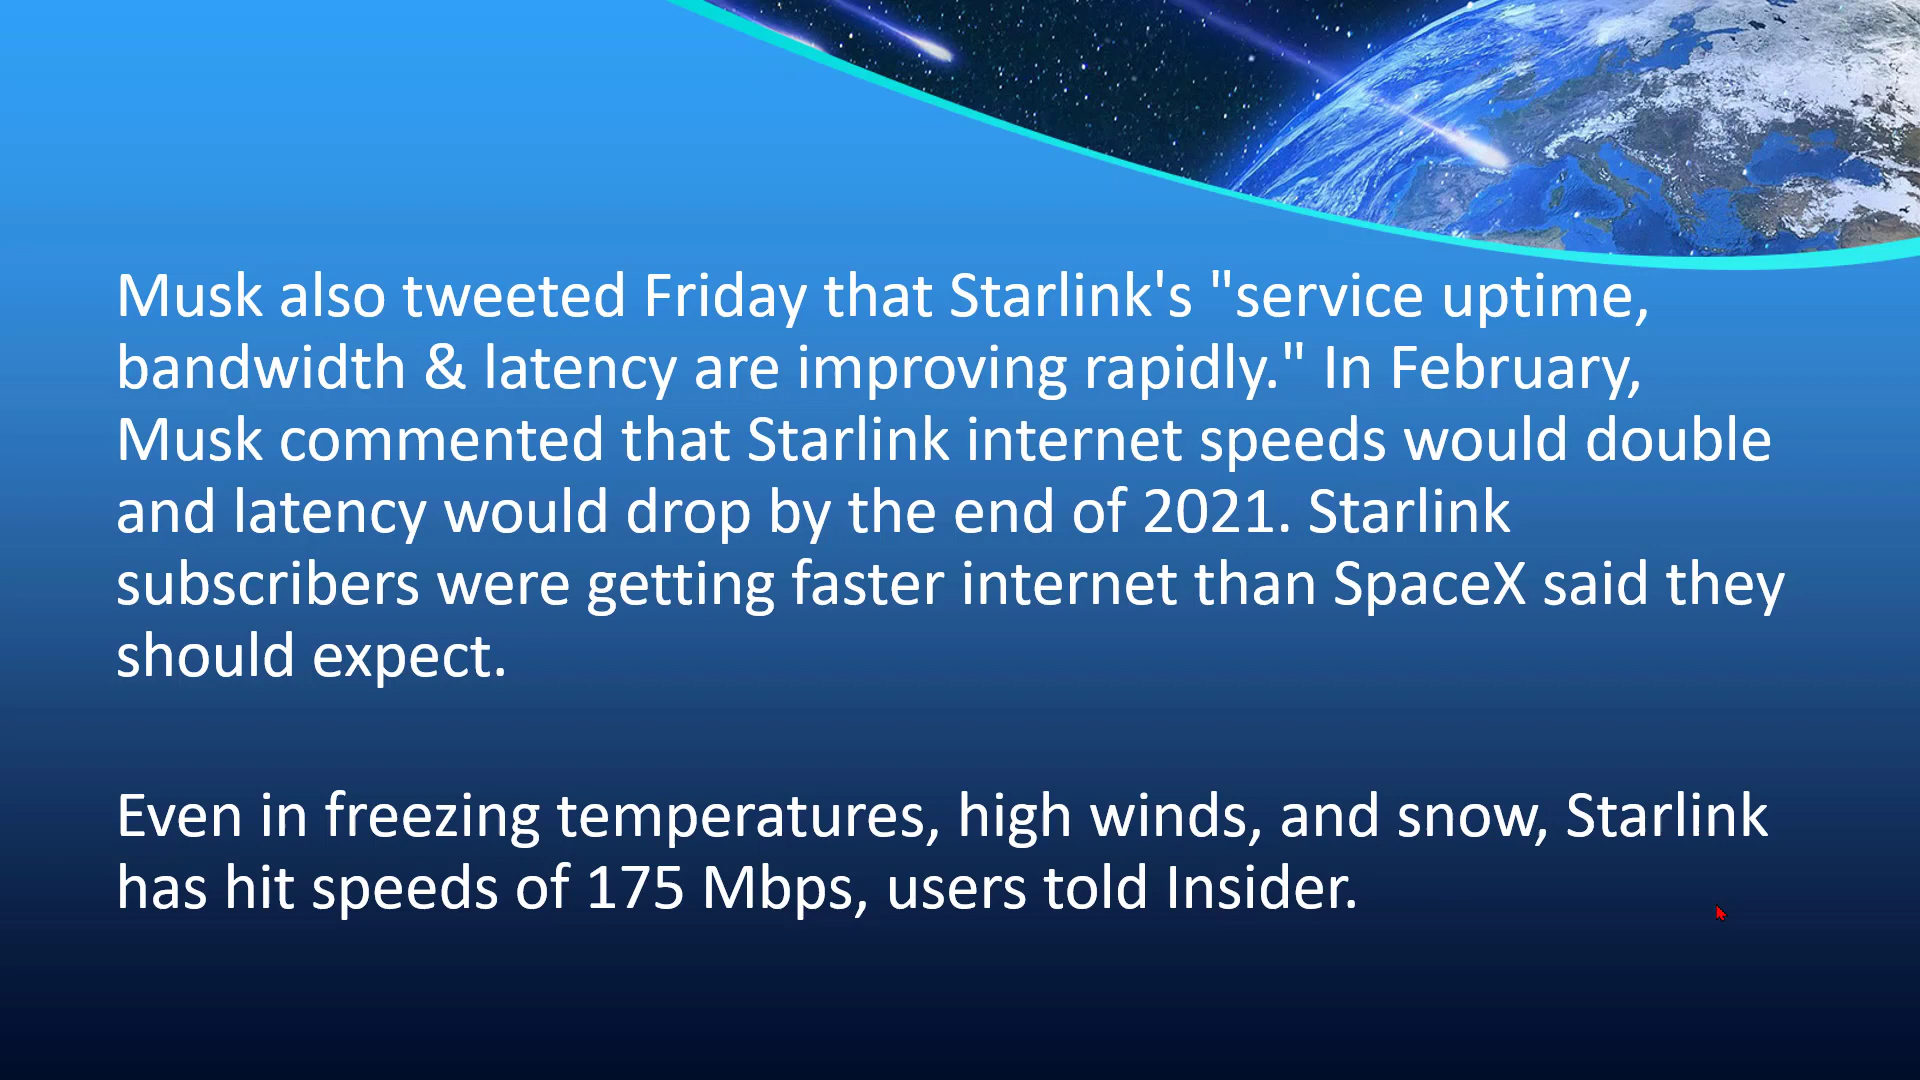 Musk also tweeted Friday that Starlink's "service uptime,
bandwidth & latency are improving rapidly." In February,
Musk commented that Starlink internet speeds would double
and latency would drop by the end of 2021. Starlink
subscribers were getting faster internet than SpaceX said they
should expect.
Even in freezing temperatures, high winds, and snow, Starlink
has hit speeds of 175 Mbps, users told Insider.